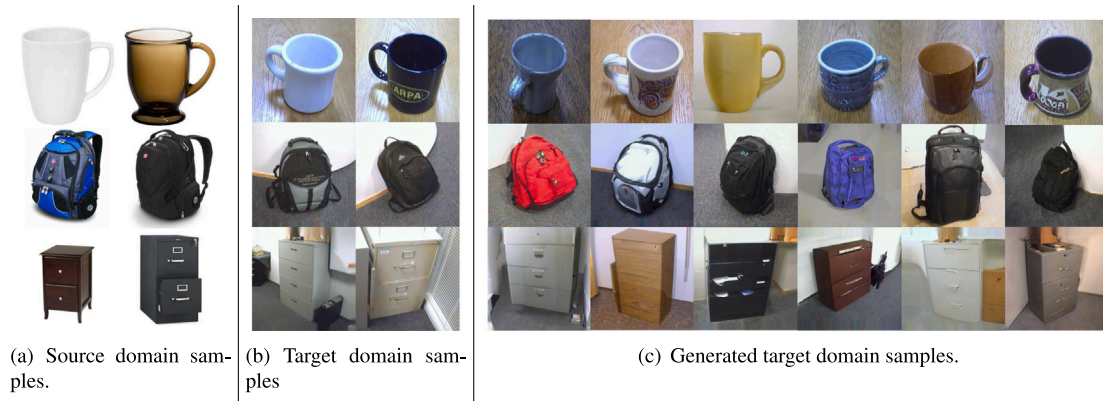 ARPA
(a) Source domain sam-
ples.
(b) Target domain sam-
ples
(c) Generated target domain samples.